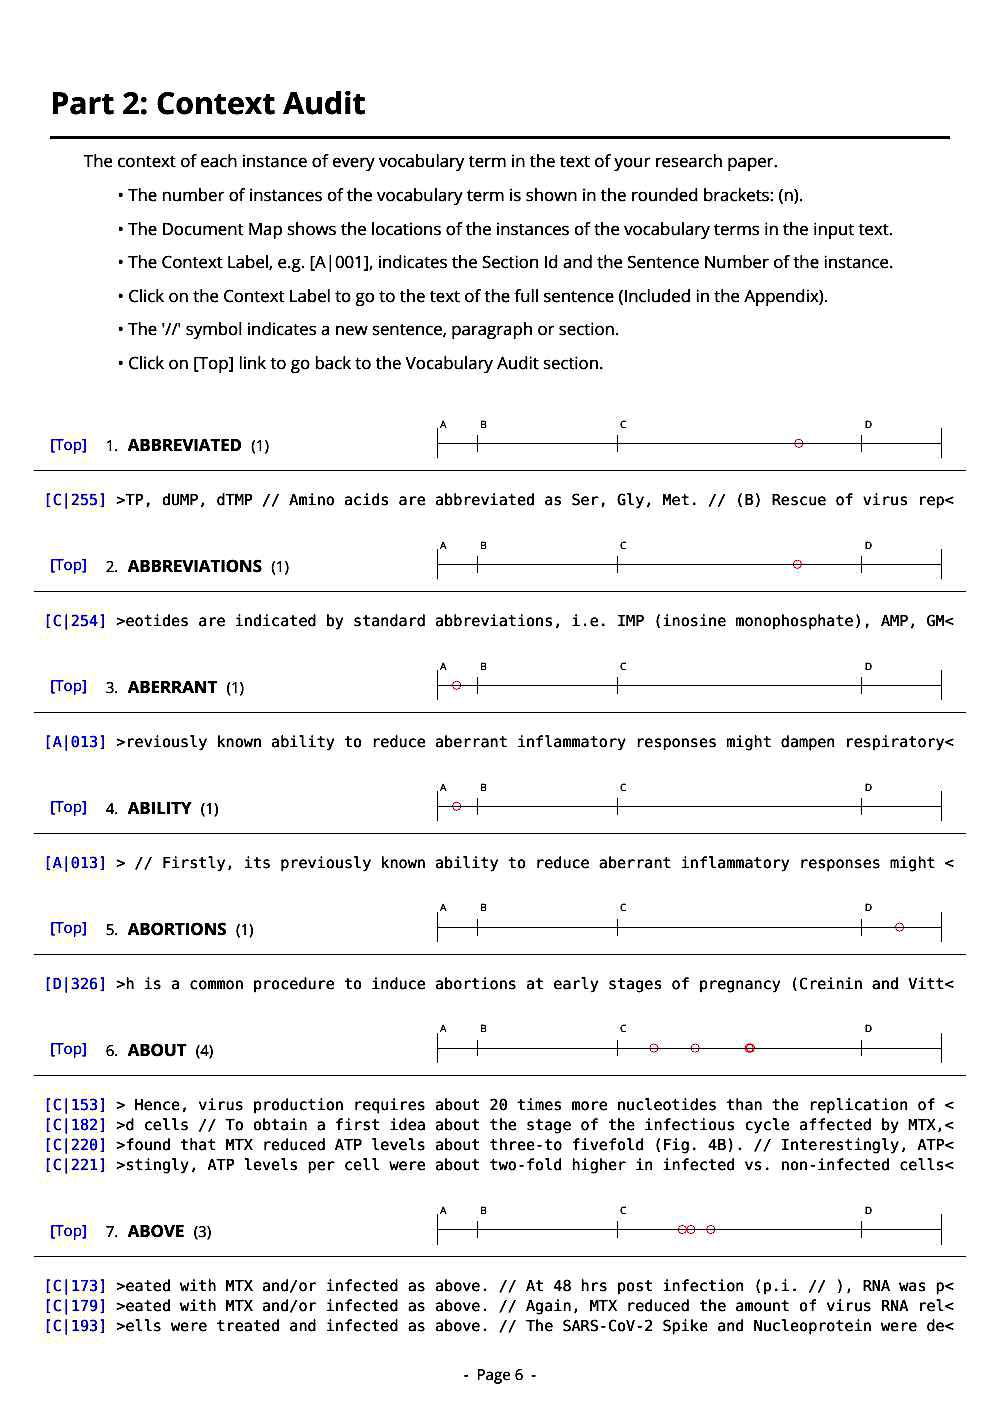 Part 2: Context Audit
The context of each instance of every vocabulary term in the text of your research paper.
• The number of instances of the vocabulary term is shown in the rounded brackets: (n).
• The Document Map shows the locations of the instances of the vocabulary terms in the input text.
• The Context Label, e.g. [A|001], indicates the Section Id and the Sentence Number of the instance.
• Click on the Context Label to go to the text of the full sentence (Included in the Appendix).
• The '//' symbol indicates a new sentence, paragraph or section.
• Click on [Top] link to go back to the Vocabulary Audit section.
A B C D
[Top] 1. ABBREVIATED (1)
[C|255] >TP, dUMP, dTMP // Amino acids are abbreviated as Ser, Gly, Met. // (B) Rescue of virus rep<
A B C D
[Top] 2. ABBREVIATIONS (1)
[C|254] >eotides are indicated by standard abbreviations, i.e. IMP (inosine monophosphate), AMP, GM<
A B C D
[Top] 3. ABERRANT (1)
[A|013] >reviously known ability to reduce aberrant inflammatory responses might dampen respiratory<
A B C D
[Top] 4. ABILITY (1)
[A|013] > // Firstly, its previously known ability to reduce aberrant inflammatory responses might <
A B C D
[Top] 5. ABORTIONS (1)
[D|326] >h is a common procedure to induce abortions at early stages of pregnancy (Creinin and Vitt<
A B C D
[Top] 6. ABOUT (4)
[C|153] > Hence, virus production requires about 20 times more nucleotides than the replication of <
[C|182] >d cells // To obtain a first idea about the stage of the infectious cycle affected by MTX,<
[C|220] >found that MTX reduced ATP levels about three-to fivefold (Fig. 4B). // Interestingly, ATP<
[C|221] >stingly, ATP levels per cell were about two-fold higher in infected vs. non-infected cells<
A B C D
[Top] 7. ABOVE (3)
[C|173] >eated with MTX and/or infected as above. // At 48 hrs post infection (p.i. // ), RNA was p<
[C|179] >eated with MTX and/or infected as above. // Again, MTX reduced the amount of virus RNA rel<
[C|193] >ells were treated and infected as above. // The SARS-CoV-2 Spike and Nucleoprotein were de<
- Page 6 -